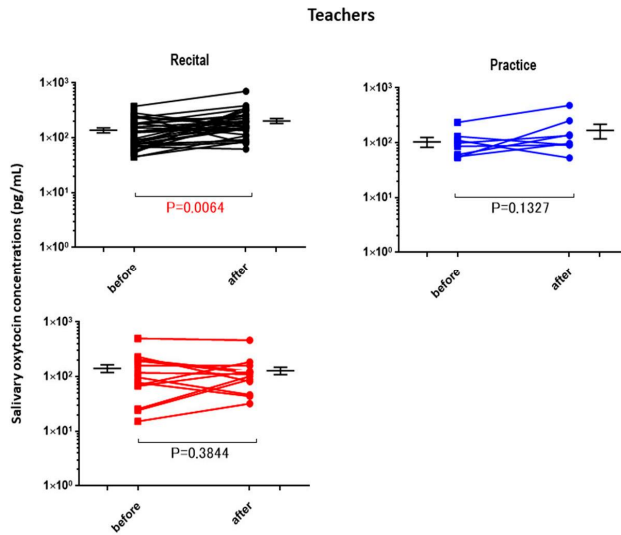 Teachers
Recital
Practice
Salivary oxytocin concentrations (pg/mL)
1×10³
1×10²
1×10¹
1×10⁰
P=0.0064
before
after
1×10³
1×10²
1×10¹
1×10⁰
P=0.1327
before
after
1×10³
1×10²
1×10¹
1×10⁰
P=0.3844
before
after